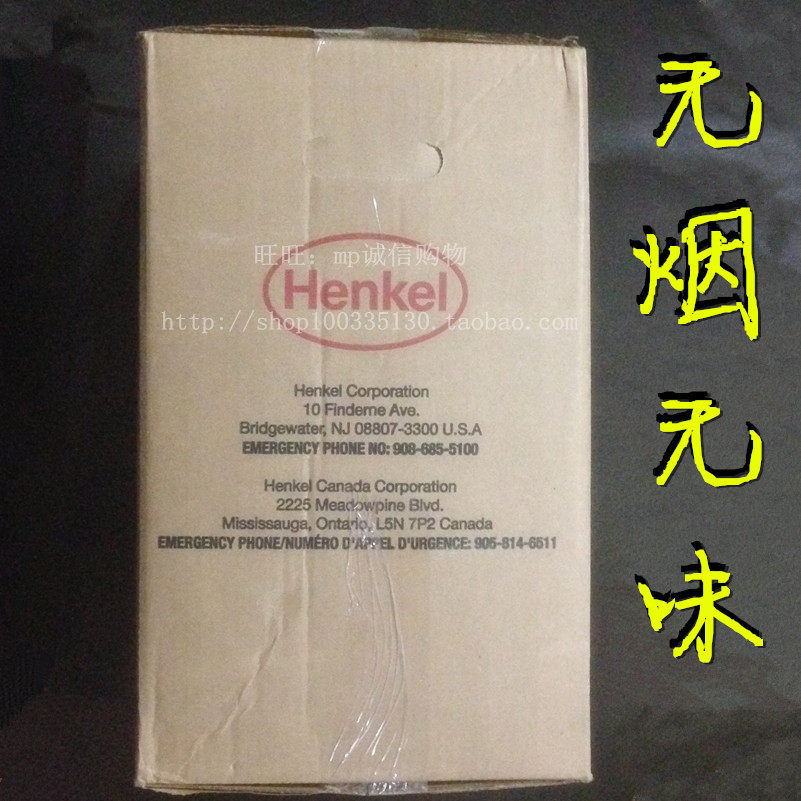 旺旺：mp诚信购物
Henkel
http://shop100335130.taobao.com/
Henkel Corporation
10 Finderne Ave.
Bridgewater, NJ 08807-3300 U.S.A
EMERGENCY PHONE NO: 908-685-5100
Henkel Canada Corporation
2225 Meadowpine Blvd.
Mississauga, Ontario, L5N 7P2 Canada
EMERGENCY PHONE/NUMÉRO D'APPEL D'URGENCE: 905-814-6511
无烟无味